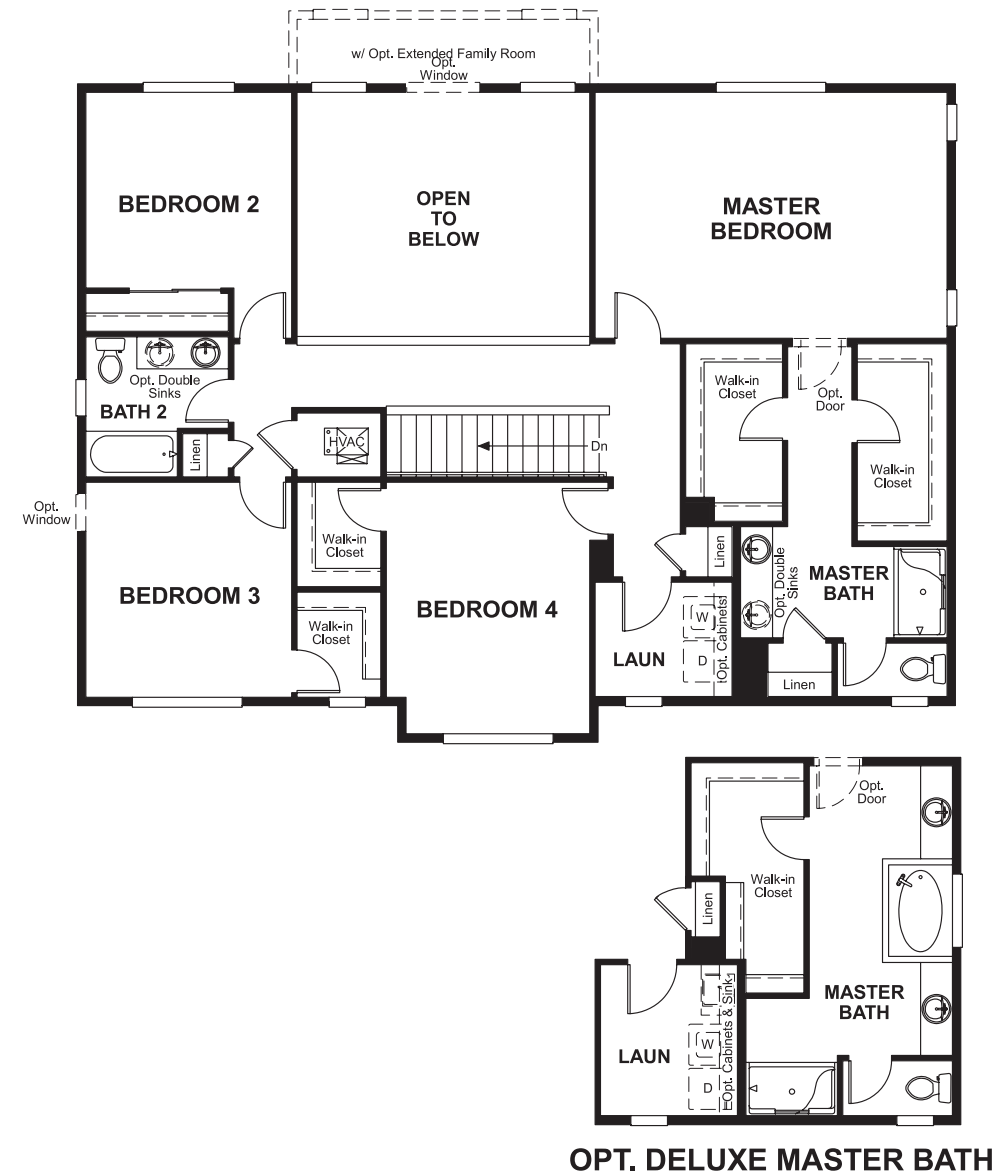 w/ Opt. Extended Family Room
Opt.
Window
BEDROOM 2
OPEN
TO
BELOW
MASTER
BEDROOM
Opt. Double
Sinks
BATH 2
Linen
HVAC
Dn
Walk-in
Closet
Opt.
Door
Walk-in
Closet
Opt.
Window
BEDROOM 3
Walk-in
Closet
Walk-in
Closet
BEDROOM 4
Linen
LAUN
W
D
Opt. Cabinets
Opt. Double
Sinks
MASTER
BATH
Linen
Opt.
Door
Walk-in
Closet
Linen
MASTER
BATH
LAUN
W
D
Opt. Cabinets & Sink
OPT. DELUXE MASTER BATH